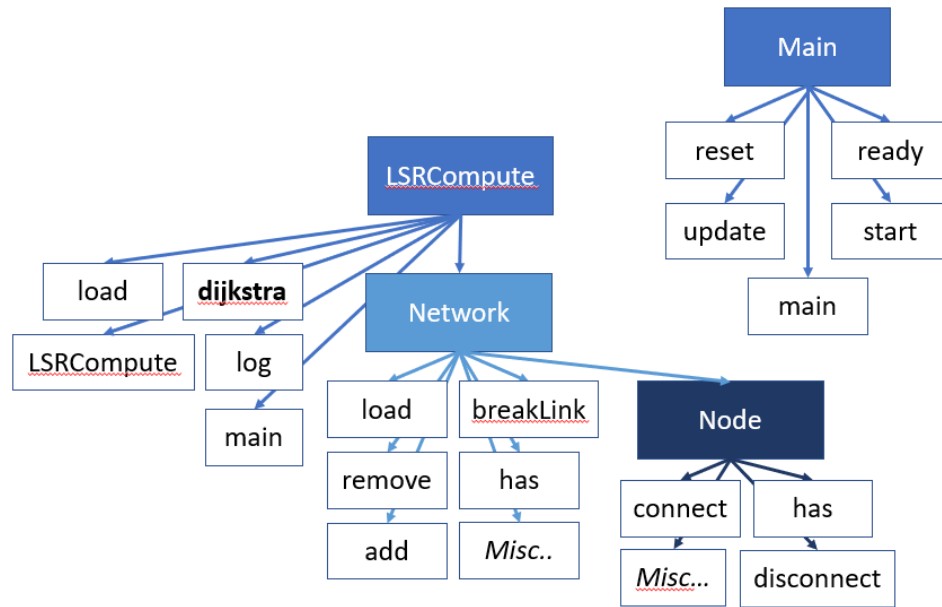 Main
reset
ready
LSRCompute
update
start
load
dijkstra
main
Network
LSRCompute
log
load
breakLink
Node
main
remove
has
connect
has
add
Misc..
Misc...
disconnect